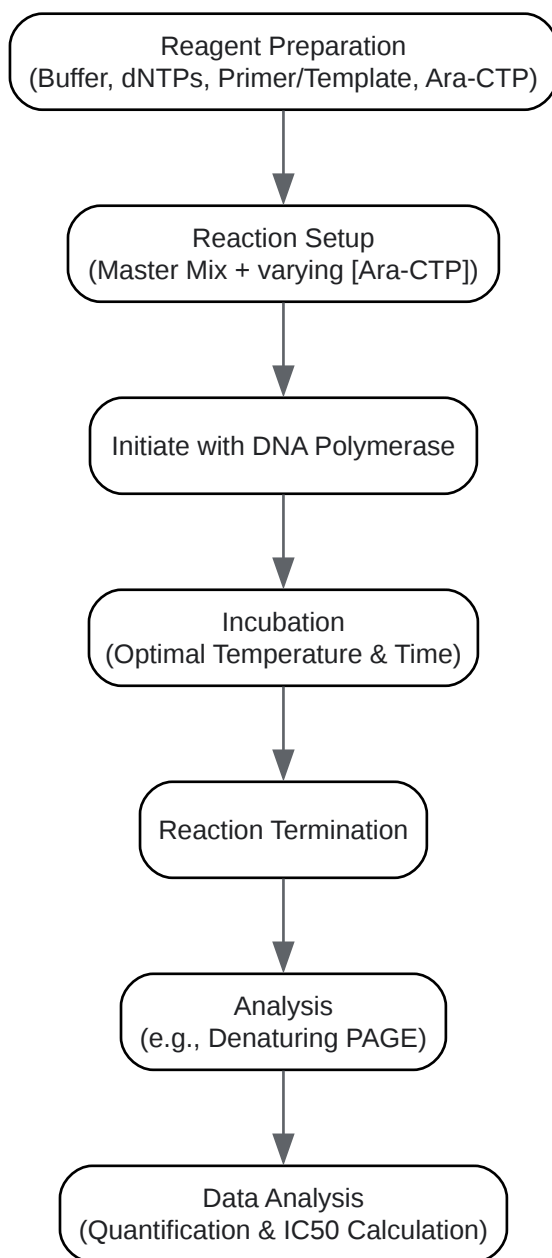 Reagent Preparation
(Buffer, dNTPs, Primer/Template, Ara-CTP)
Reaction Setup
(Master Mix + varying [Ara-CTP])
Initiate with DNA Polymerase
Incubation
(Optimal Temperature & Time)
Reaction Termination
Analysis
(e.g., Denaturing PAGE)
Data Analysis
(Quantification & IC50 Calculation)